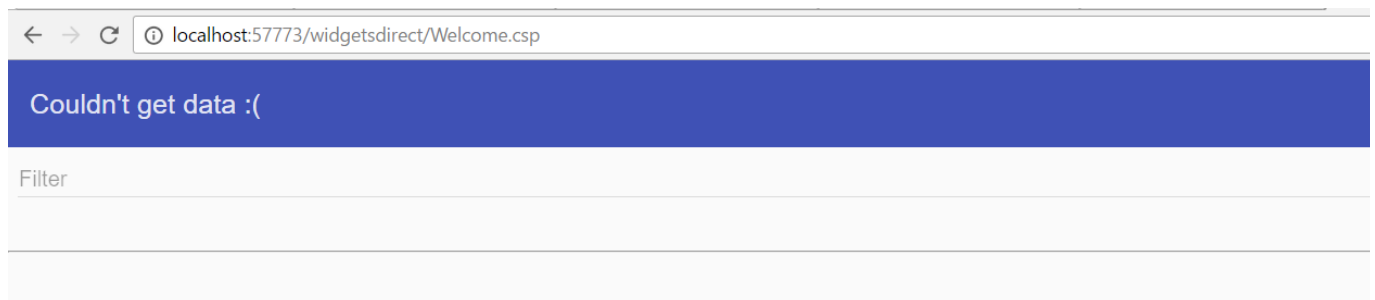 localhost:57773/widgetsdirect/Welcome.csp
Couldn't get data :(
Filter